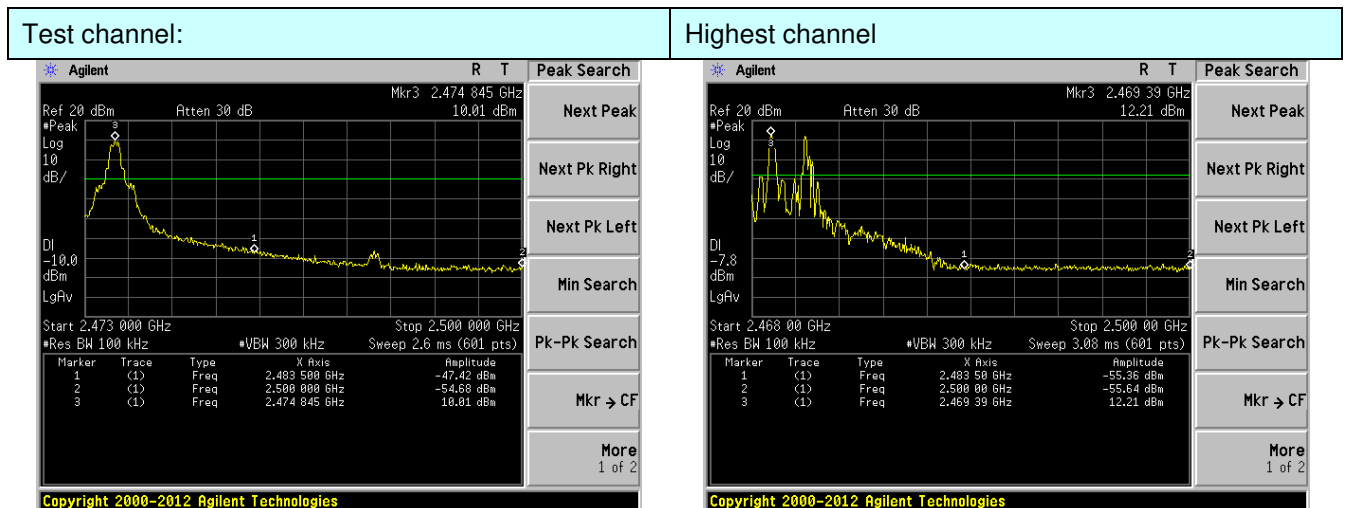 Test channel: Highest channel
Agilent R T Peak Search
Mkr3 2.474 845 GHz
Ref 20 dBm Atten 30 dB 10.01 dBm
#Peak
Log
10
dB/
3
1
2
DI
-10.0
dBm
LgAv
Start 2.473 000 GHz Stop 2.500 000 GHz
#Res BW 100 kHz #VBW 300 kHz Sweep 2.6 ms (601 pts)
Marker Trace Type X Axis Amplitude
1 (1) Freq 2.483 500 GHz -47.42 dBm
2 (1) Freq 2.500 000 GHz -54.68 dBm
3 (1) Freq 2.474 845 GHz 10.01 dBm
Copyright 2000-2012 Agilent Technologies
Next Peak
Next Pk Right
Next Pk Left
Min Search
Pk-Pk Search
Mkr → CF
More
1 of 2
Agilent R T Peak Search
Mkr3 2.469 39 GHz
Ref 20 dBm Atten 30 dB 12.21 dBm
#Peak
Log
10
dB/
3
1
2
DI
-7.8
dBm
LgAv
Start 2.468 00 GHz Stop 2.500 00 GHz
#Res BW 100 kHz #VBW 300 kHz Sweep 3.08 ms (601 pts)
Marker Trace Type X Axis Amplitude
1 (1) Freq 2.483 50 GHz -55.36 dBm
2 (1) Freq 2.500 00 GHz -55.64 dBm
3 (1) Freq 2.469 39 GHz 12.21 dBm
Copyright 2000-2012 Agilent Technologies
Next Peak
Next Pk Right
Next Pk Left
Min Search
Pk-Pk Search
Mkr → CF
More
1 of 2